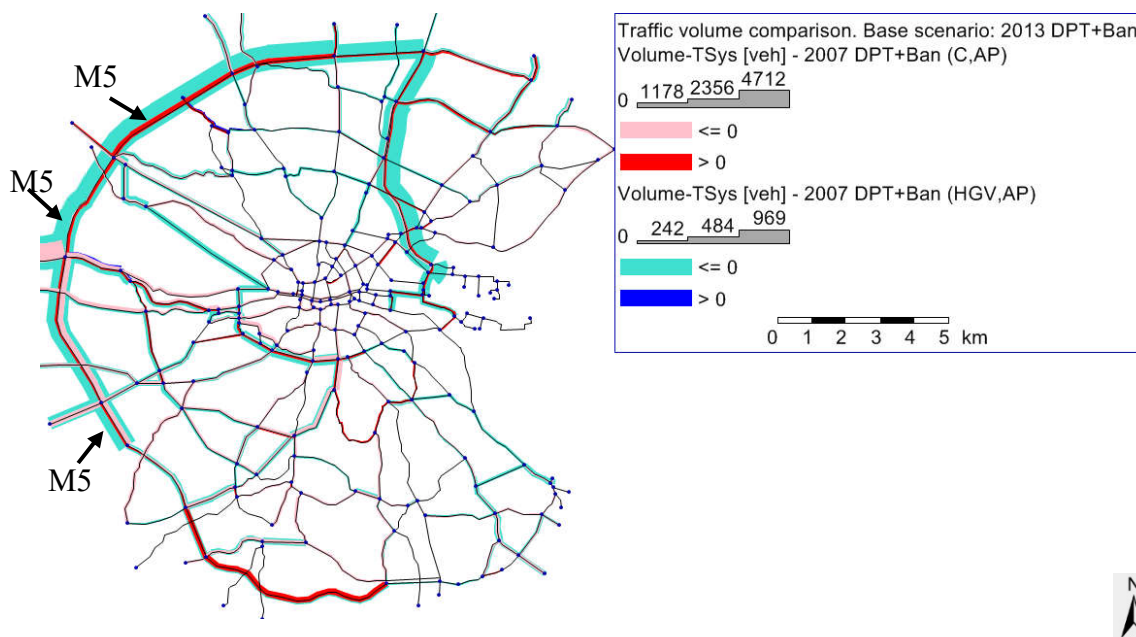 M5
M5
M5
Traffic volume comparison. Base scenario: 2013 DPT+Ban
Volume-TSys [veh] - 2007 DPT+Ban (C,AP)
0 1178 2356 4712
<= 0
> 0
Volume-TSys [veh] - 2007 DPT+Ban (HGV,AP)
0 242 484 969
<= 0
> 0
0 1 2 3 4 5 km
N